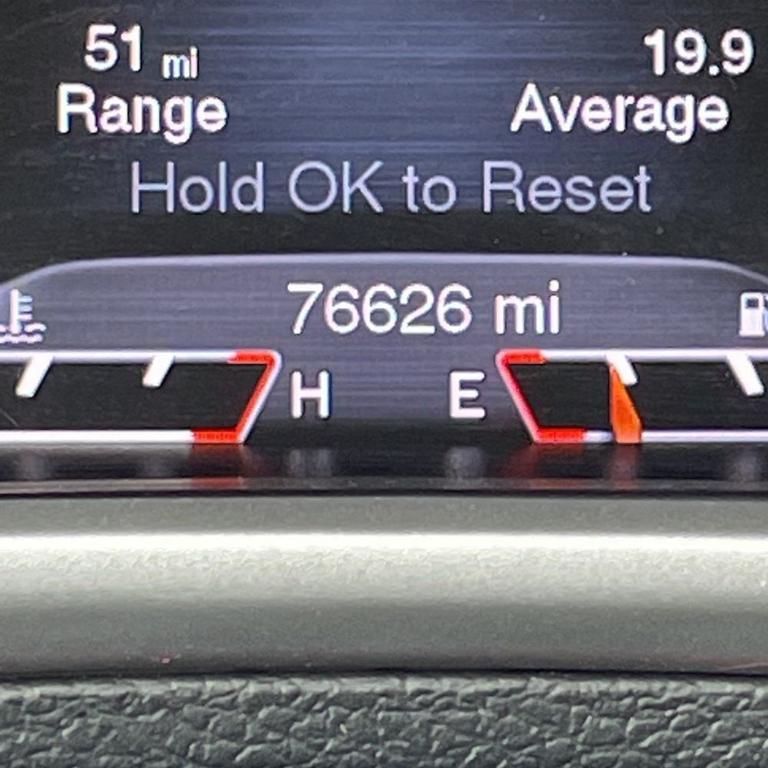 51 mi 19.9
Range Average
Hold OK to Reset
76626 mi
H E